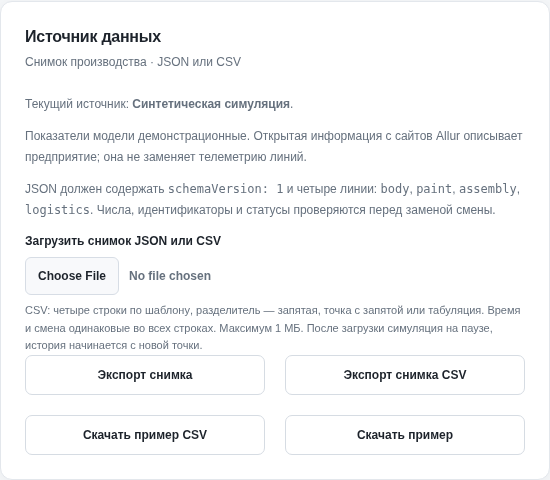 Источник данных
Снимок производства · JSON или CSV
Текущий источник: Синтетическая симуляция.
Показатели модели демонстрационные. Открытая информация с сайтов Allur описывает
предприятие; она не заменяет телеметрию линий.
JSON должен содержать schemaVersion: 1 и четыре линии: body, paint, assembly,
logistics. Числа, идентификаторы и статусы проверяются перед заменой смены.
Загрузить снимок JSON или CSV
Choose File No file chosen
CSV: четыре строки по шаблону, разделитель — запятая, точка с запятой или табуляция. Время
и смена одинаковые во всех строках. Максимум 1 МБ. После загрузки симуляция на паузе,
история начинается с новой точки.
Экспорт снимка Экспорт снимка CSV
Скачать пример CSV Скачать пример